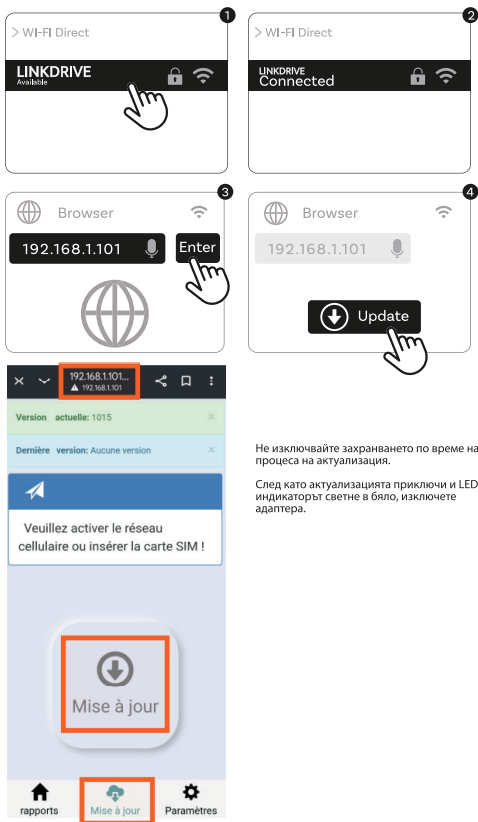 1
> WI-FI Direct
LINKDRIVE
Available
2
> WI-FI Direct
LINKDRIVE
Connected
3
Browser
192.168.1.101
Enter
4
Browser
192.168.1.101
Update
192.168.1.101...
192.168.1.101
Version actuelle: 1015
Dernière version: Aucune version
Veuillez activer le réseau
cellulaire ou insérer la carte SIM !
Mise à jour
rapports
Mise à jour
Paramètres
Не изключвайте захранването по време на
процеса на актуализация.
След като актуализацията приключи и LED
индикаторът светне в бяло, изключете
адаптера.